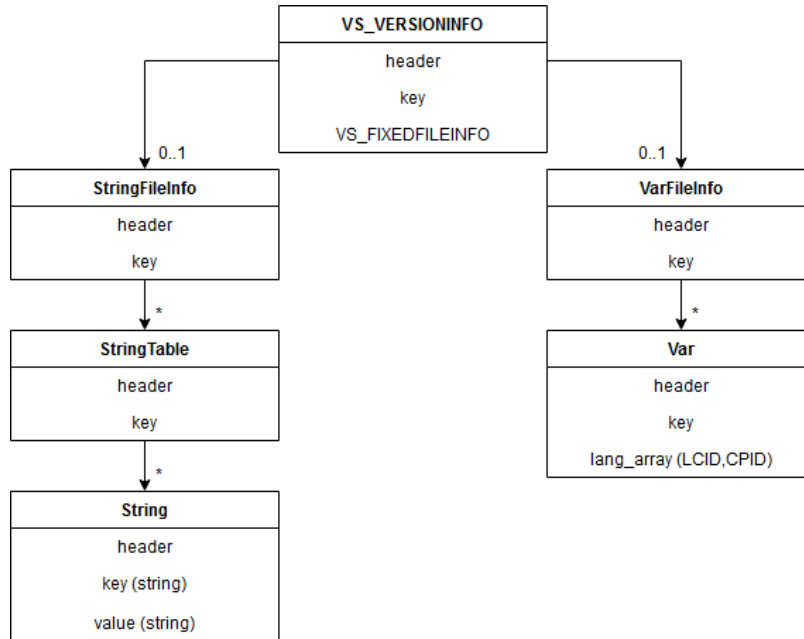 VS_VERSIONINFO
header
key
VS_FIXEDFILEINFO
0..1
0..1
StringFileInfo
header
key
VarFileInfo
header
key
*
*
StringTable
header
key
Var
header
key
lang_array (LCID,CPID)
*
String
header
key (string)
value (string)